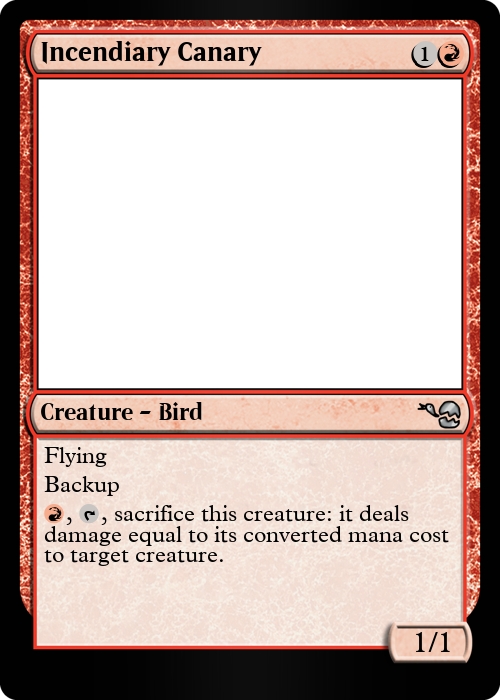 Incendiary Canary 1
Creature – Bird
Flying
Backup
, , sacrifice this creature: it deals
damage equal to its converted mana cost
to target creature.
1/1